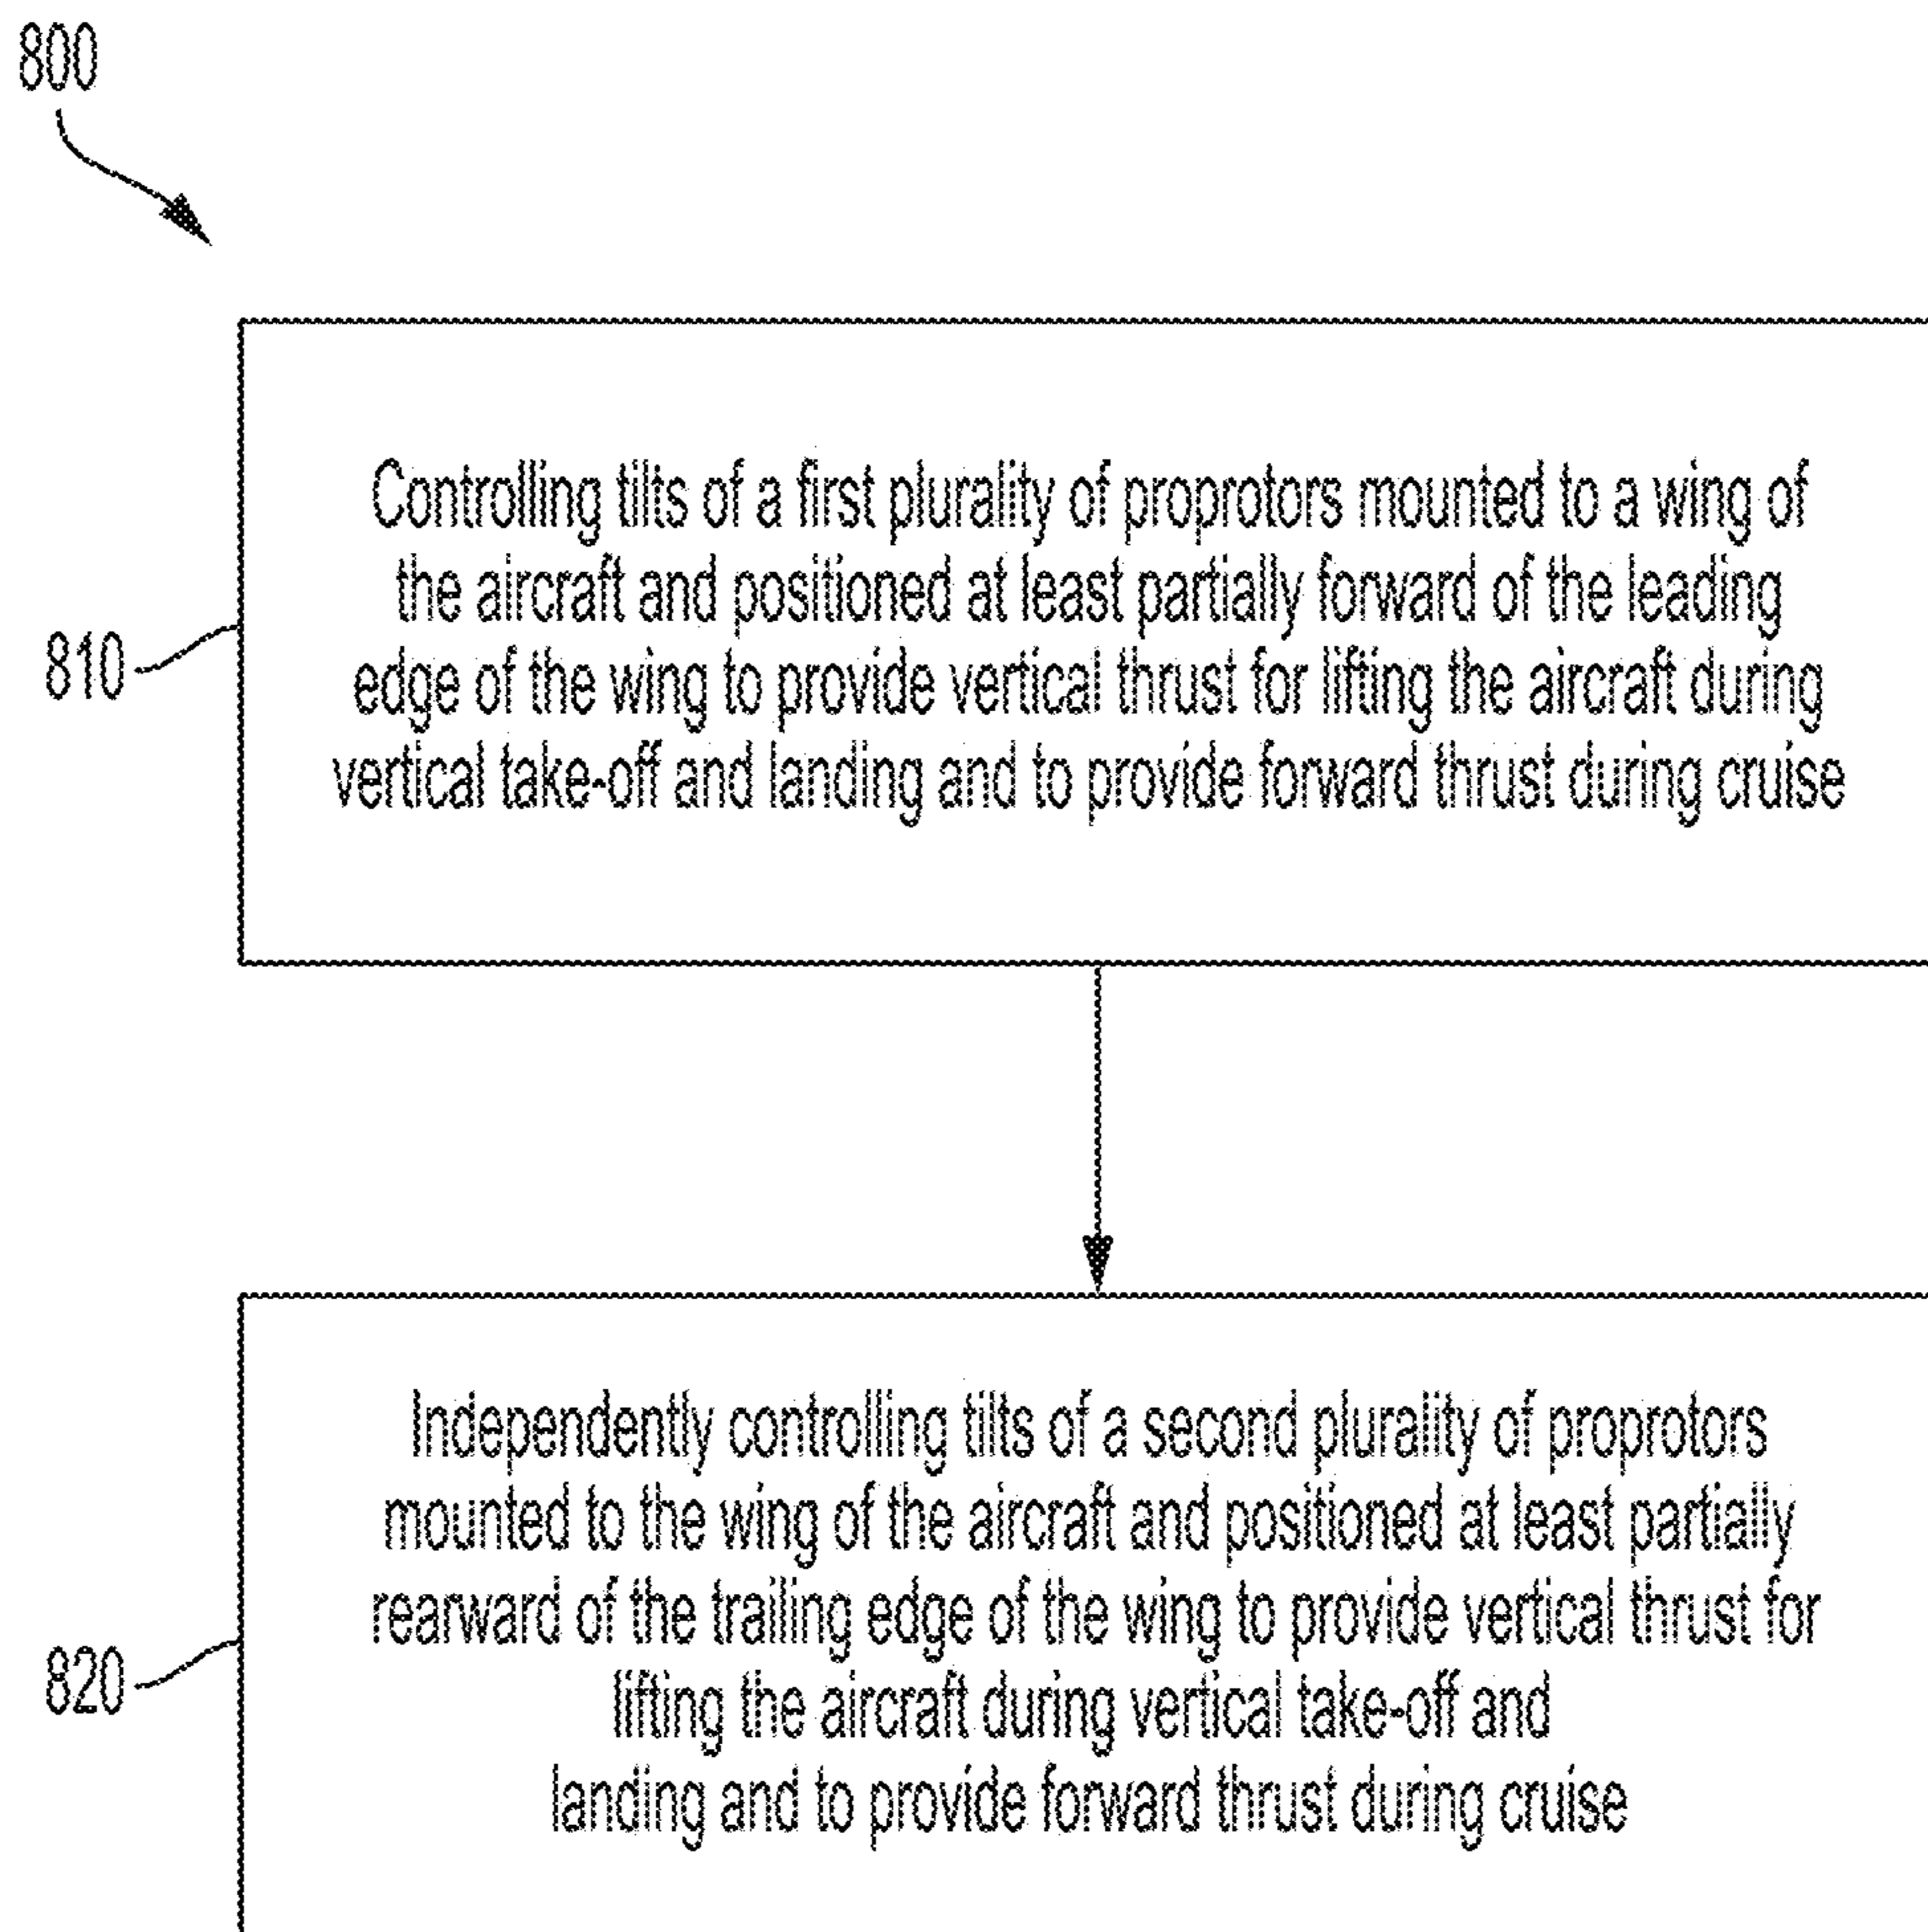 800
Controlling tilts of a first plurality of proprotors mounted to a wing of
the aircraft and positioned at least partially forward of the leading
edge of the wing to provide vertical thrust for lifting the aircraft during
vertical take-off and landing and to provide forward thrust during cruise
810
Independently controlling tilts of a second plurality of proprotors
mounted to the wing of the aircraft and positioned at least partially
rearward of the trailing edge of the wing to provide vertical thrust for
lifting the aircraft during vertical take-off and
landing and to provide forward thrust during cruise
820